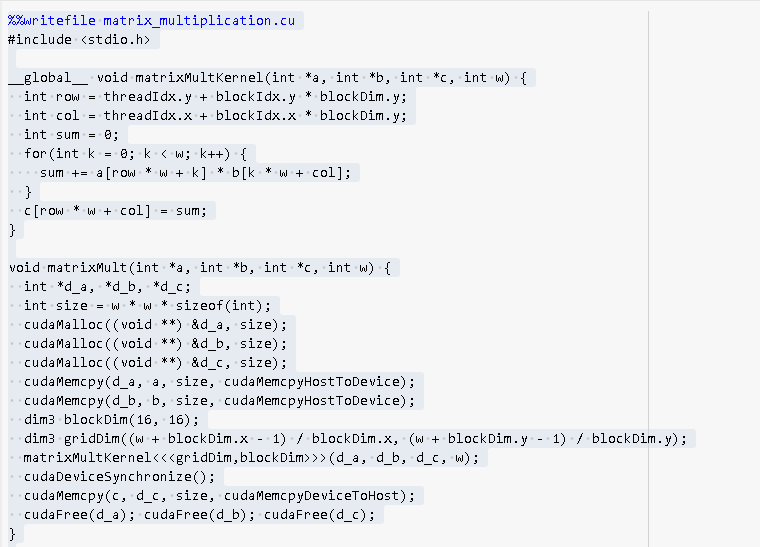 %%writefile matrix_multiplication.cu
#include <stdio.h>
__global__ void matrixMultKernel(int *a, int *b, int *c, int w) {
  int row = threadIdx.y + blockIdx.y * blockDim.y;
  int col = threadIdx.x + blockIdx.x * blockDim.y;
  int sum = 0;
  for(int k = 0; k < w; k++) {
    sum += a[row * w + k] * b[k * w + col];
  }
  c[row * w + col] = sum;
}
void matrixMult(int *a, int *b, int *c, int w) {
  int *d_a, *d_b, *d_c;
  int size = w * w * sizeof(int);
  cudaMalloc((void **) &d_a, size);
  cudaMalloc((void **) &d_b, size);
  cudaMalloc((void **) &d_c, size);
  cudaMemcpy(d_a, a, size, cudaMemcpyHostToDevice);
  cudaMemcpy(d_b, b, size, cudaMemcpyHostToDevice);
  dim3 blockDim(16, 16);
  dim3 gridDim((w + blockDim.x - 1) / blockDim.x, (w + blockDim.y - 1) / blockDim.y);
  matrixMultKernel<<<gridDim,blockDim>>>(d_a, d_b, d_c, w);
  cudaDeviceSynchronize();
  cudaMemcpy(c, d_c, size, cudaMemcpyDeviceToHost);
  cudaFree(d_a); cudaFree(d_b); cudaFree(d_c);
}